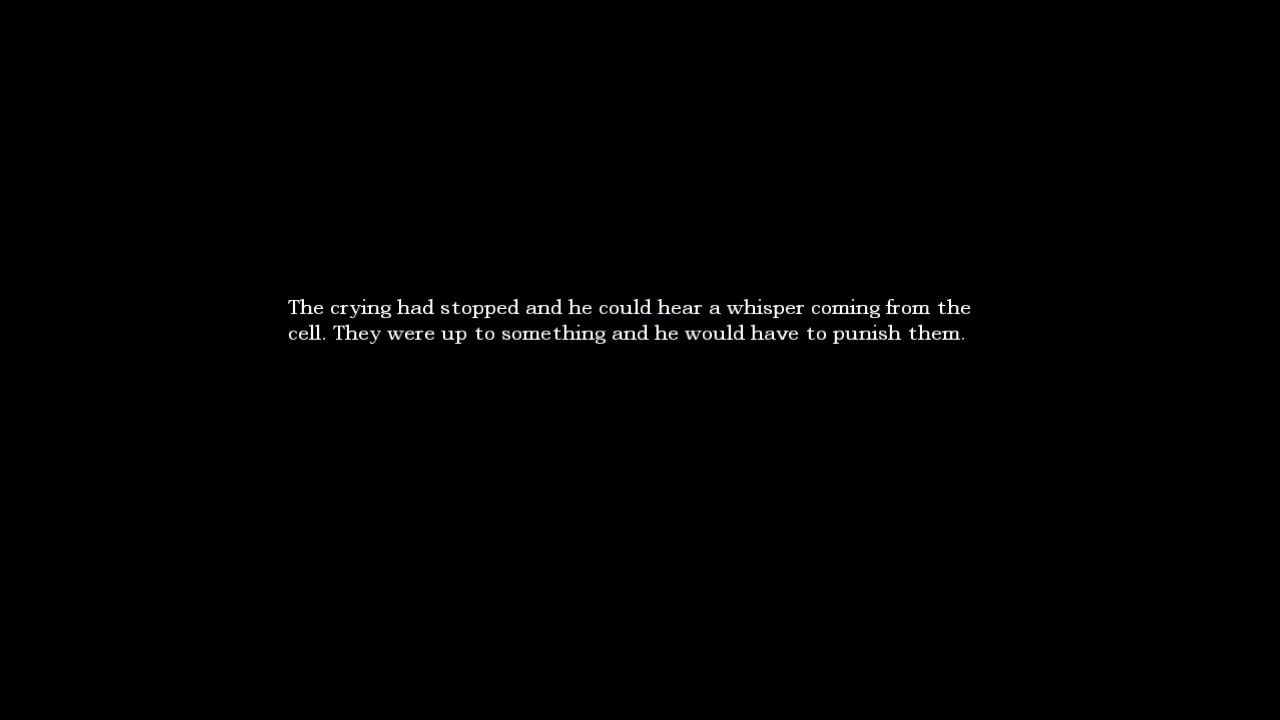 The crying had stopped and he could hear a whisper coming from the
cell. They were up to something and he would have to punish them.